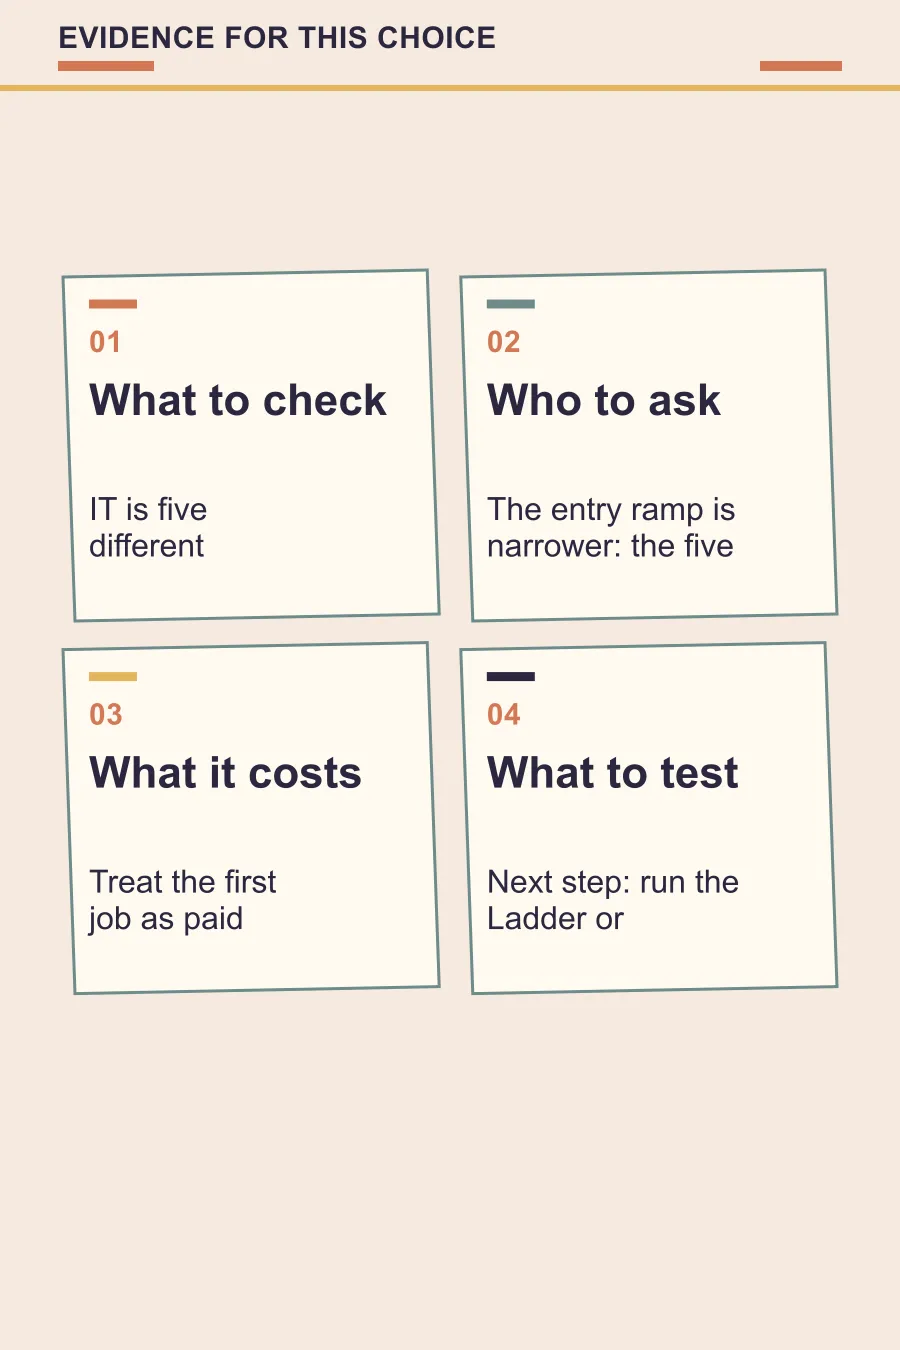 EVIDENCE FOR THIS CHOICE
01
What to check
IT is five
different
02
Who to ask
The entry ramp is
narrower: the five
03
What it costs
Treat the first
job as paid
04
What to test
Next step: run the
Ladder or